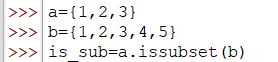 >>> a={1,2,3}
>>> b={1,2,3,4,5}
>>> is_sub=a.issubset(b)